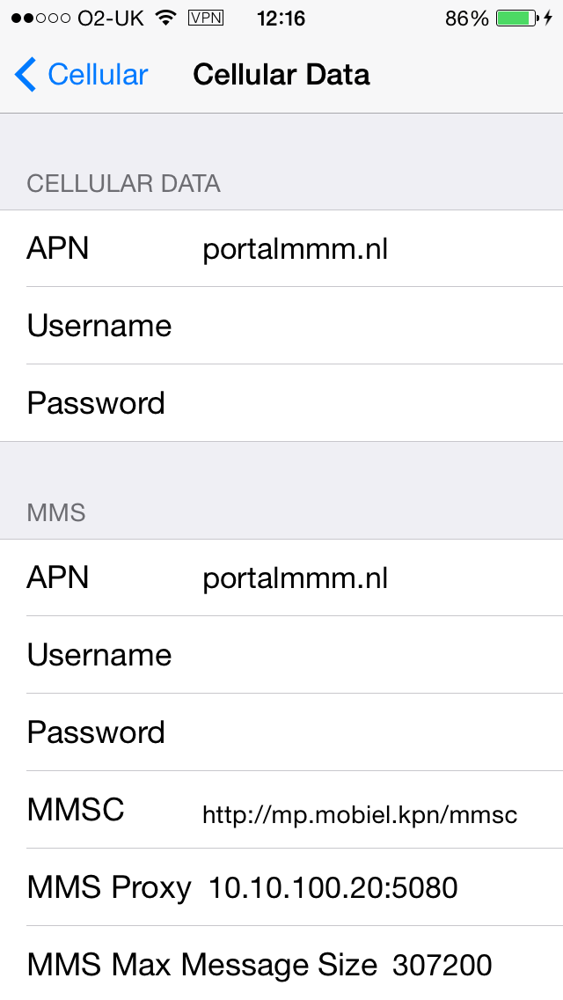 O2-UK VPN 12:16 86%
Cellular Cellular Data
CELLULAR DATA
APN portalmmm.nl
Username
Password
MMS
APN portalmmm.nl
Username
Password
MMSC http://mp.mobiel.kpn/mmsc
MMS Proxy 10.10.100.20:5080
MMS Max Message Size 307200